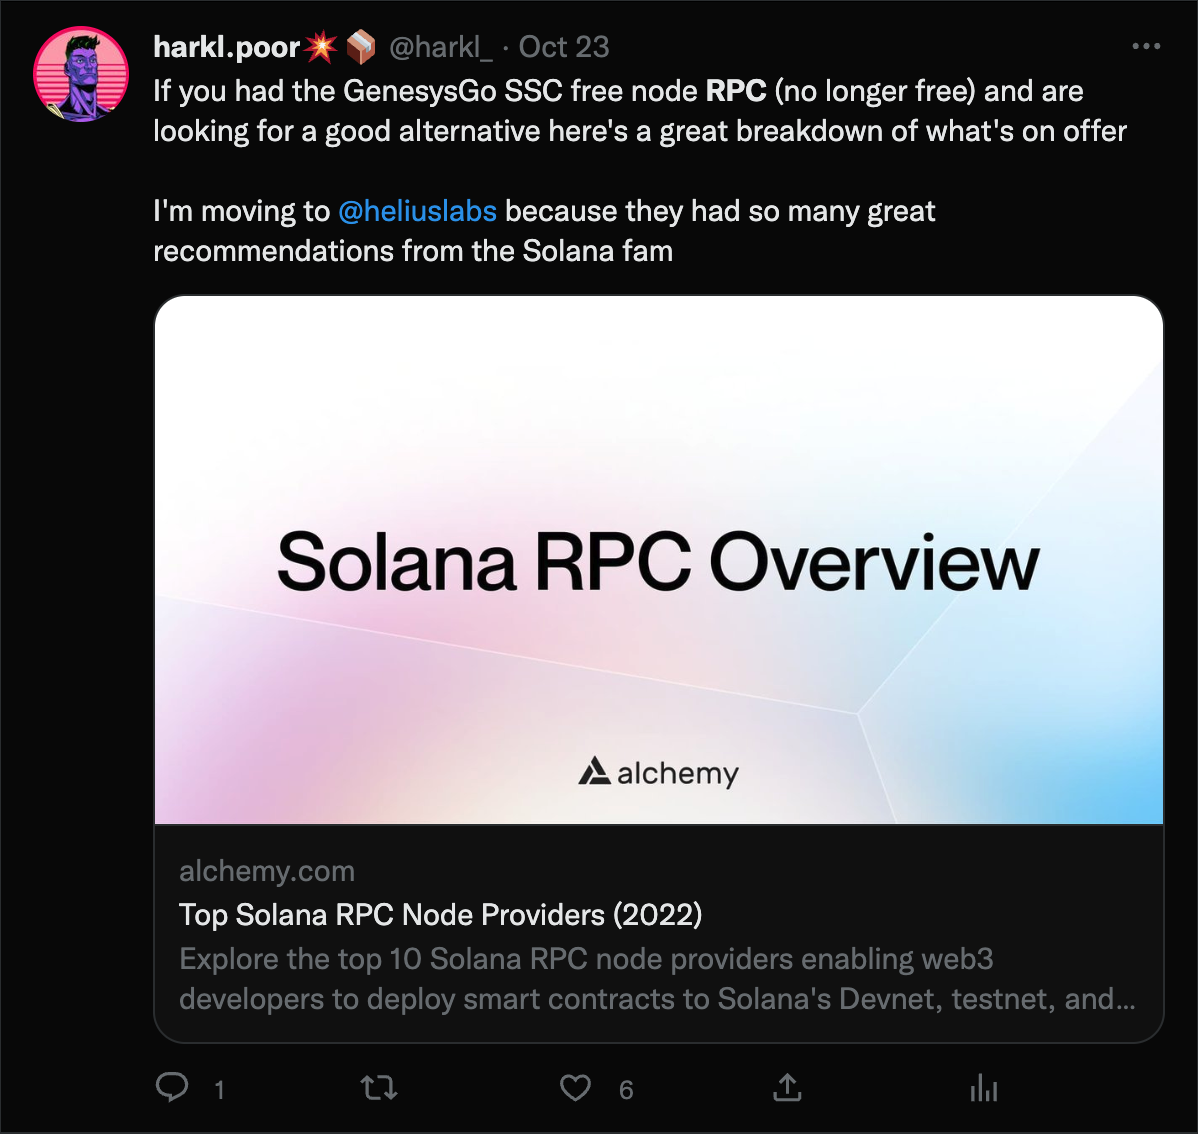 harkl.poor💥📦 @harkl_ · Oct 23
If you had the GenesysGo SSC free node RPC (no longer free) and are
looking for a good alternative here's a great breakdown of what's on offer
I'm moving to @heliuslabs because they had so many great
recommendations from the Solana fam
Solana RPC Overview
alchemy
alchemy.com
Top Solana RPC Node Providers (2022)
Explore the top 10 Solana RPC node providers enabling web3
developers to deploy smart contracts to Solana's Devnet, testnet, and...
1 6